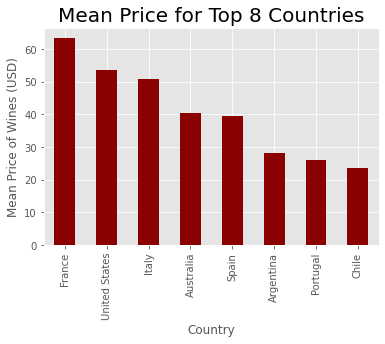 Mean Price for Top 8 Countries
Mean Price of Wines (USD)
60
50
40
30
20
10
0
France
United States
Italy
Australia
Spain
Argentina
Portugal
Chile
Country